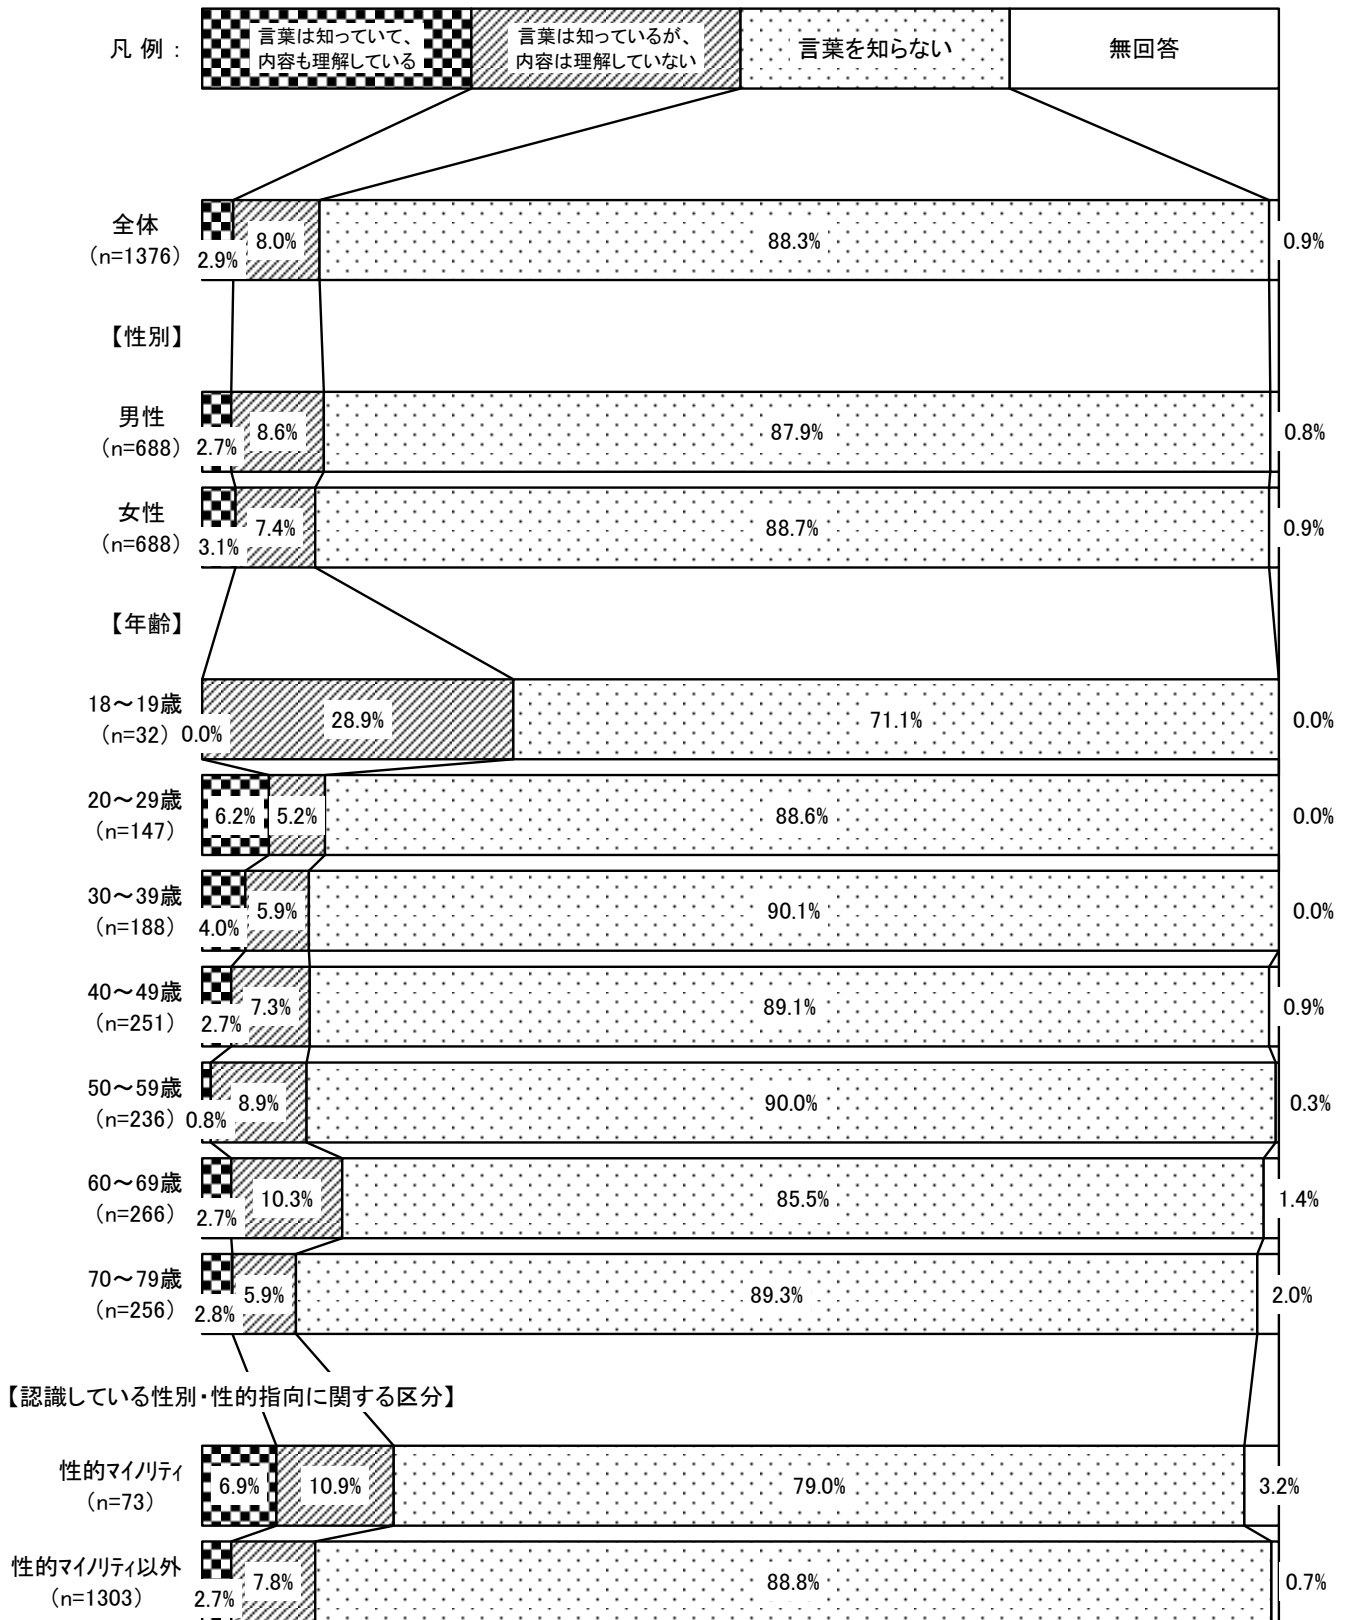 凡 例 :
言葉は知っていて、
内容も理解している
言葉は知っているが、
内容は理解していない
言葉を知らない
無回答
全体
(n=1376)
2.9%
8.0%
88.3%
0.9%
【性別】
男性
(n=688)
2.7%
8.6%
87.9%
0.8%
女性
(n=688)
3.1%
7.4%
88.7%
0.9%
【年齢】
18~19歳
(n=32)
0.0%
28.9%
71.1%
0.0%
20~29歳
(n=147)
6.2%
5.2%
88.6%
0.0%
30~39歳
(n=188)
4.0%
5.9%
90.1%
0.0%
40~49歳
(n=251)
2.7%
7.3%
89.1%
0.9%
50~59歳
(n=236)
0.8%
8.9%
90.0%
0.3%
60~69歳
(n=266)
2.7%
10.3%
85.5%
1.4%
70~79歳
(n=256)
2.8%
5.9%
89.3%
2.0%
【認識している性別・性的指向に関する区分】
性的マイノリティ
(n=73)
6.9%
10.9%
79.0%
3.2%
性的マイノリティ以外
(n=1303)
2.7%
7.8%
88.8%
0.7%